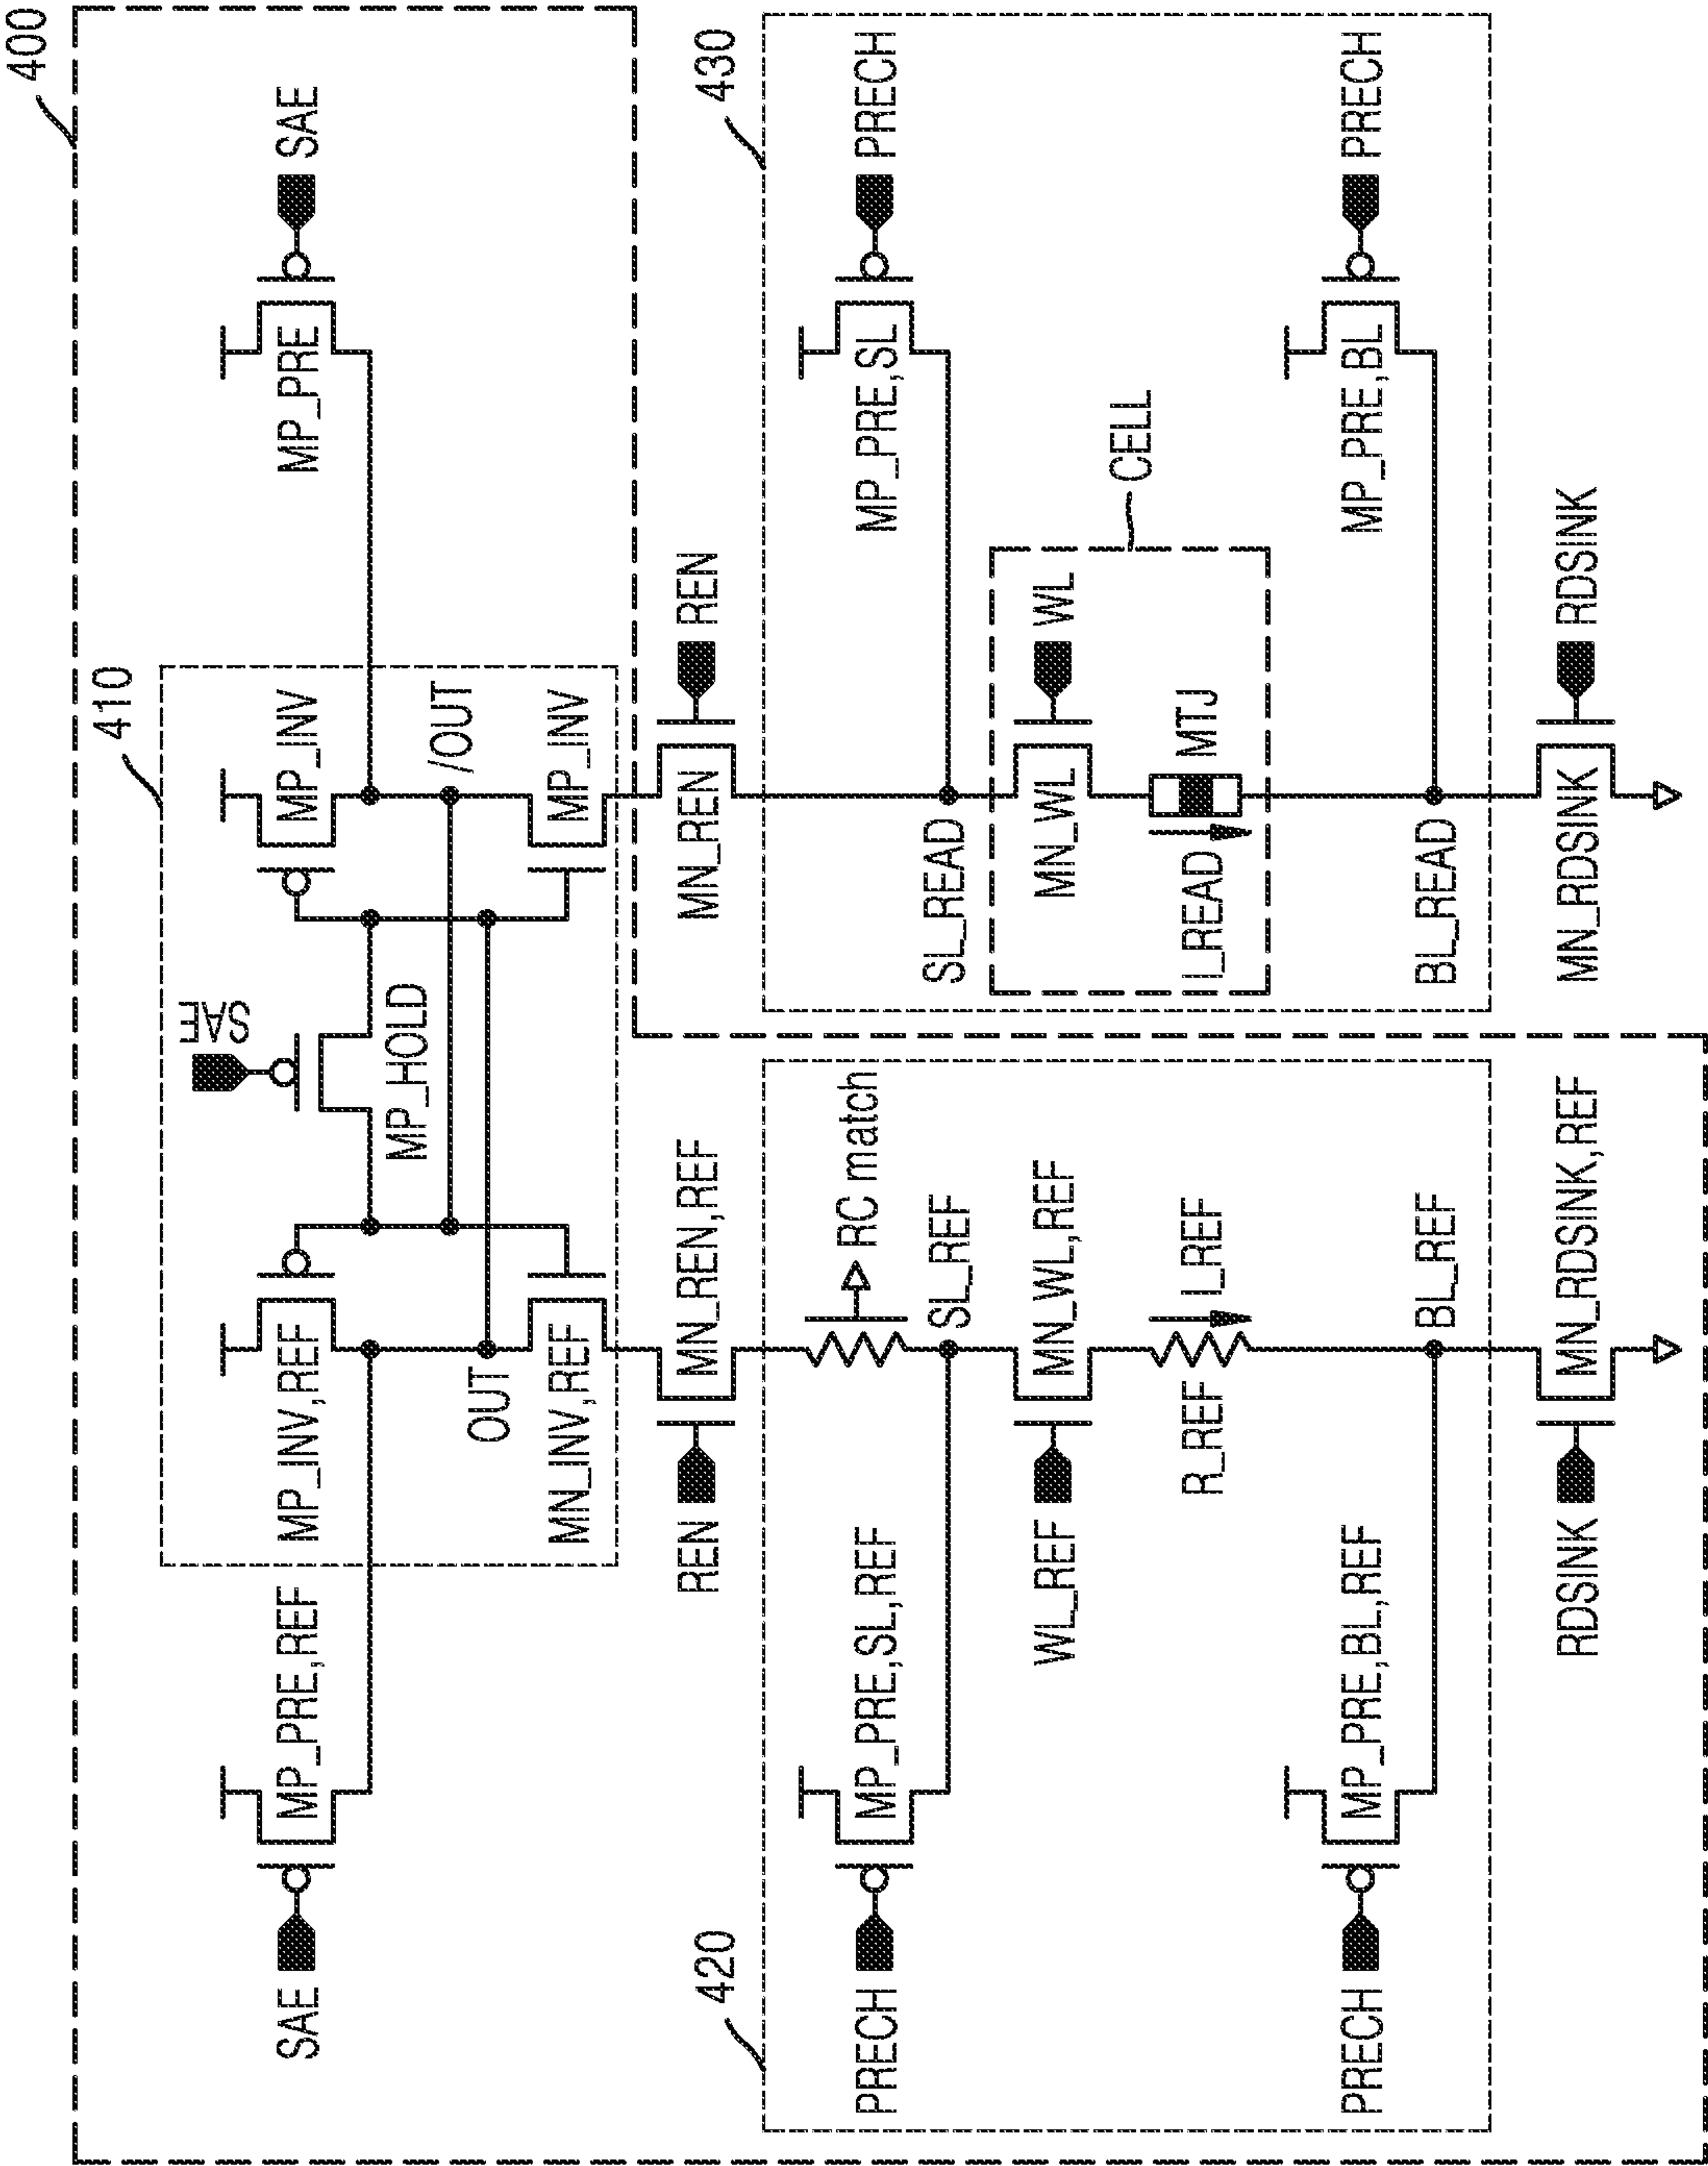 400
SAE
MP_PRE,REF
410
MP_INV,REF
SAE
MP_HOLD
MP_INV
MP_PRE
SAE
OUT
/OUT
MN_INV,REF
MP_INV
REN
MN_REN,REF
MN_REN
REN
420
430
PRECH
MP_PRE,SL,REF
RC match
MP_PRE,SL
PRECH
SL_REF
SL_READ
WL_REF
MN_WL,REF
MN_WL
WL
CELL
R_REF
I_REF
I_READ
MTJ
PRECH
MP_PRE,BL,REF
MP_PRE,BL
PRECH
BL_REF
BL_READ
RDSINK
MN_RDSINK,REF
MN_RDSINK
RDSINK